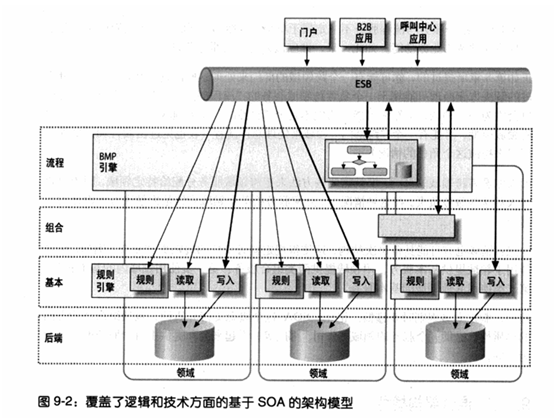 门户
B2B
应用
呼叫中心
应用
ESB
流程
BMP
引擎
组合
基本
规则
引擎
规则
读取
写入
规则
读取
写入
规则
读取
写入
后端
领域
领域
领域
图 9-2：覆盖了逻辑和技术方面的基于 SOA 的架构模型